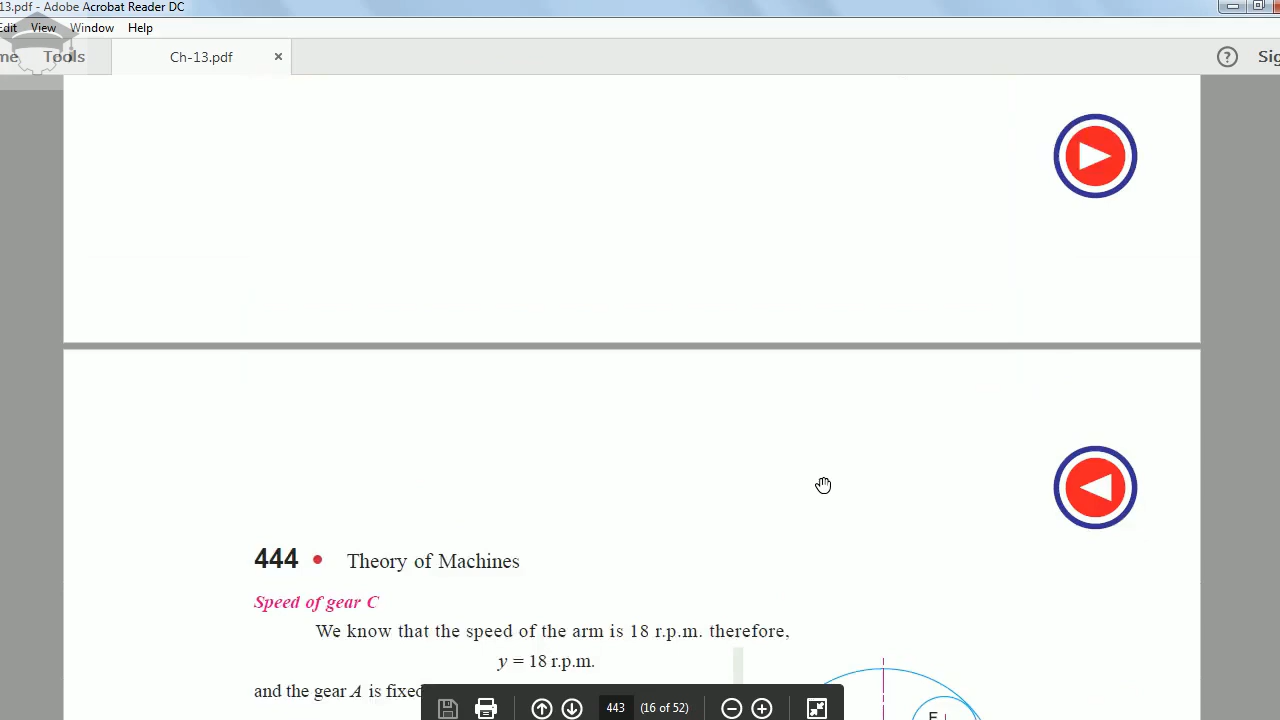 13.pdf - Adobe Acrobat Reader DC
Edit View Window Help
me Tools Ch-13.pdf × ? Sig
444 • Theory of Machines
Speed of gear C
We know that the speed of the arm is 18 r.p.m. therefore,
y = 18 r.p.m.
and the gear A is fixed
E
443 (16 of 52)